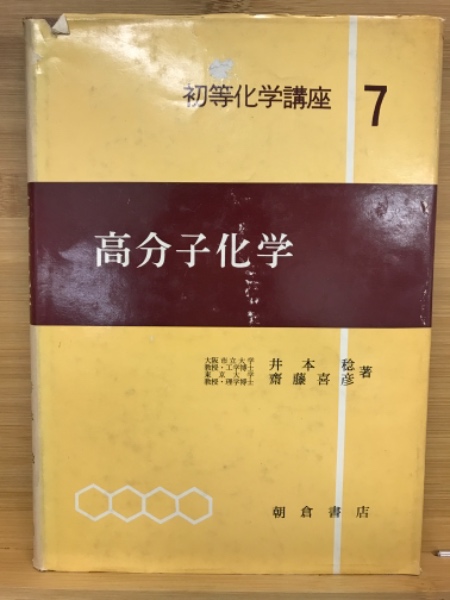 初等化学講座 7
高分子化学
大阪市立大学
教授・工学博士 井本稔
東京大学
教授・理学博士 齋藤喜彦 著
朝倉書店